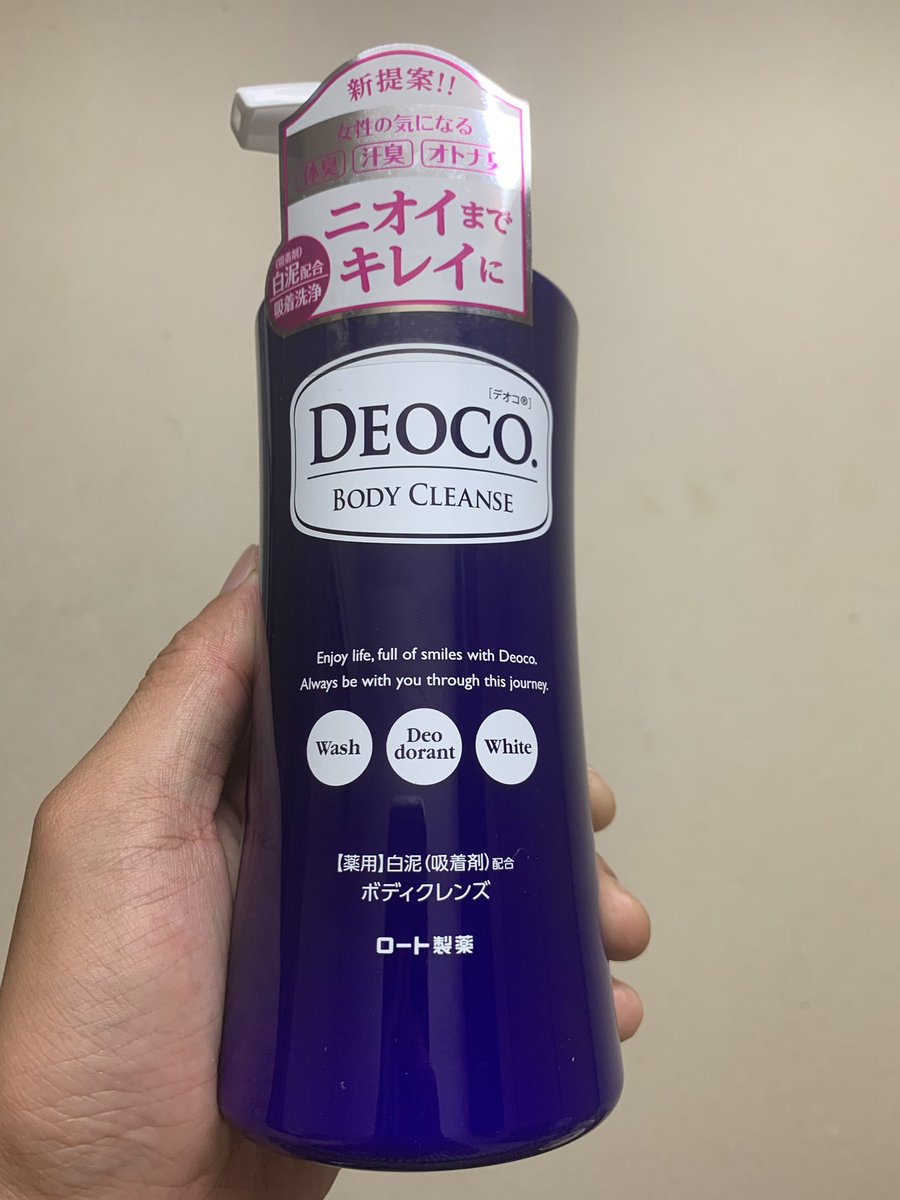 新提案!!
女性の気になる
体臭 汗臭 オトナ
ニオイまで
キレイに
(吸着剤)
白泥配合
吸着洗浄
[デオコ®]
DEOCO.
BODY CLEANSE
Enjoy life, full of smiles with Deoco.
Always be with you through this journey.
Wash
Deo
dorant
White
【薬用】白泥(吸着剤)配合
ボディクレンズ
ロート製薬